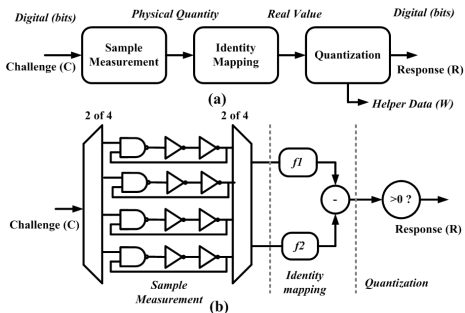 Digital (bits)
Physical Quantity
Real Value
Digital (bits)
Challenge (C)
Sample
Measurement
Identity
Mapping
Quantization
Response (R)
Helper Data (W)
(a)
2 of 4
2 of 4
Challenge (C)
f1
-
>0 ?
f2
Response (R)
Sample
Measurement
Identity
mapping
Quantization
(b)